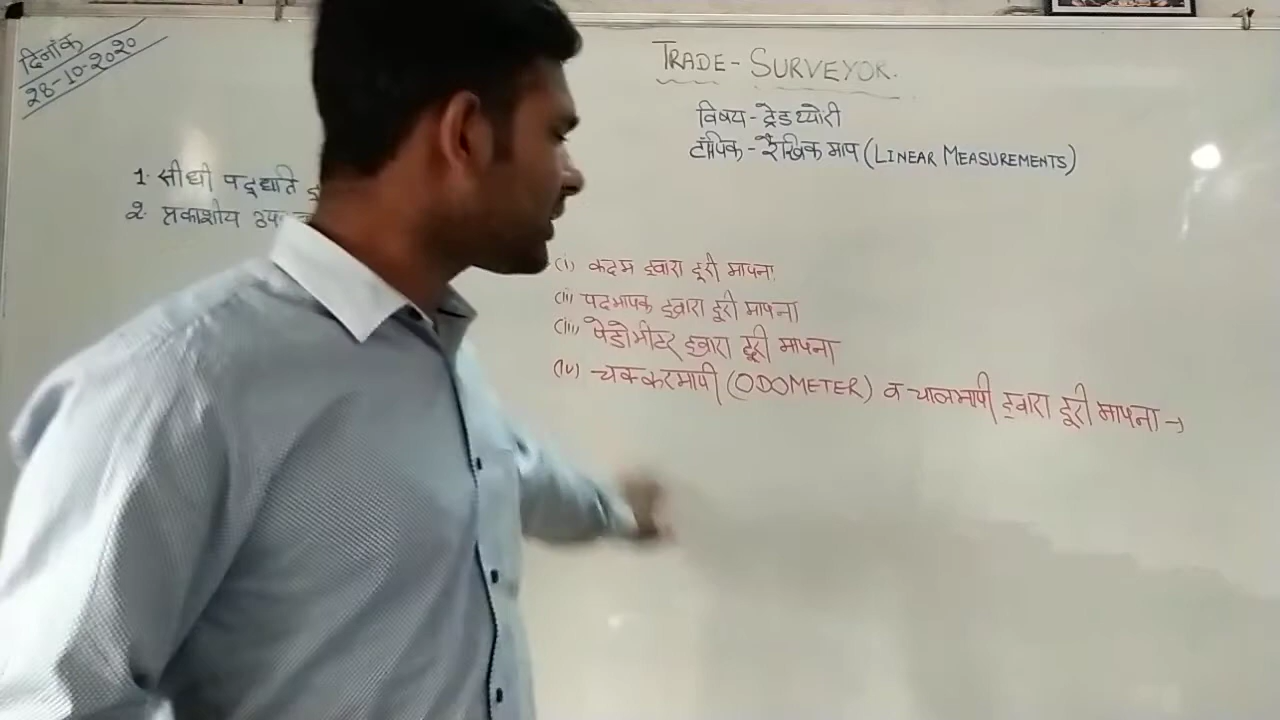 दिनांक
28-10-2020
TRADE - SURVEYOR.
विषय - ट्रेड थ्योरी
टॉपिक - रैखिक माप (LINEAR MEASUREMENTS)
1. सीधी पद्धति
2. प्रकाशीय
(i) कदम द्वारा दूरी मापना
(ii) पदमापक द्वारा दूरी मापना
(iii) पेडोमीटर द्वारा दूरी मापना
(iv) चक्करमापी (ODOMETER) व चालमापी द्वारा दूरी मापना →